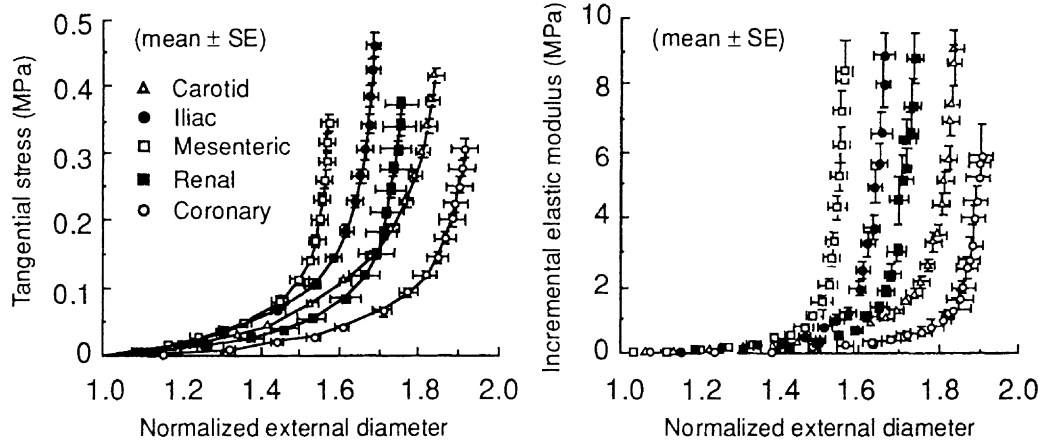 Tangential stress (MPa)
0.5
0.4
0.3
0.2
0.1
0
(mean ± SE)
Carotid
Iliac
Mesenteric
Renal
Coronary
1.0 1.2 1.4 1.6 1.8 2.0
Normalized external diameter
Incremental elastic modulus (MPa)
10
8
6
4
2
0
(mean ± SE)
1.0 1.2 1.4 1.6 1.8 2.0
Normalized external diameter